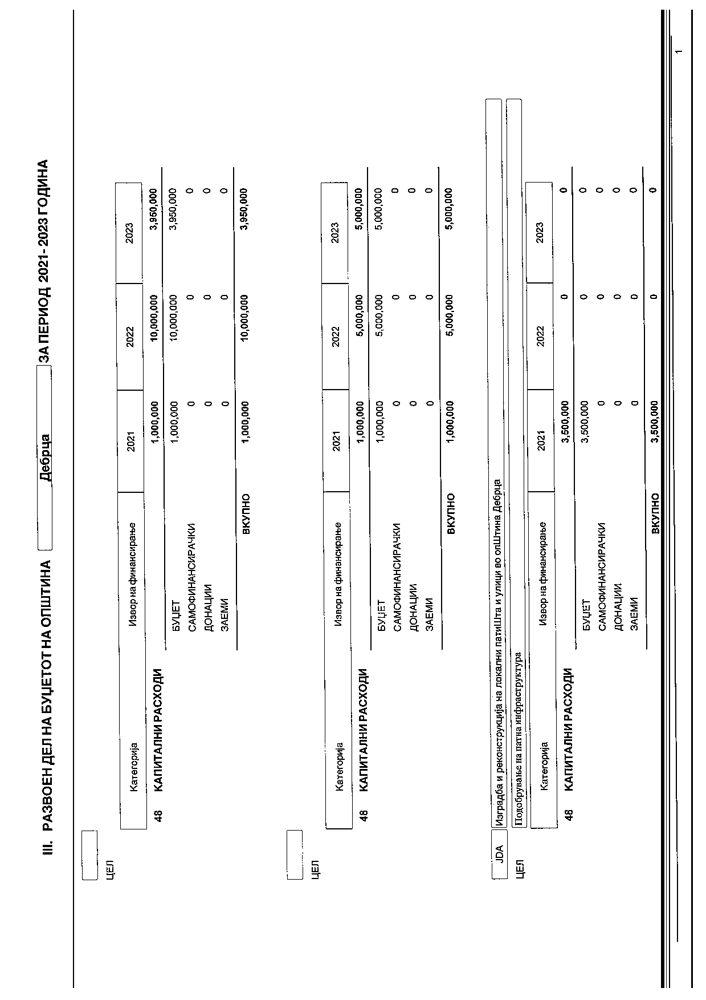 III. РАЗВОЕН ДЕЛ НА БУЏЕТОТ НА ОПШТИНА Дебрца ЗА ПЕРИОД 2021- 2023 ГОДИНА
ЦЕЛ
Категорија Извор на финансирање 2021 2022 2023
48 КАПИТАЛНИ РАСХОДИ 1,000,000 10,000,000 3,950,000
БУЏЕТ 1,000,000 10,000,000 3,950,000
САМОФИНАНСИРАЧКИ 0 0 0
ДОНАЦИИ 0 0 0
ЗАЕМИ 0 0 0
ВКУПНО 1,000,000 10,000,000 3,950,000
ЦЕЛ
Категорија Извор на финансирање 2021 2022 2023
48 КАПИТАЛНИ РАСХОДИ 1,000,000 5,000,000 5,000,000
БУЏЕТ 1,000,000 5,000,000 5,000,000
САМОФИНАНСИРАЧКИ 0 0 0
ДОНАЦИИ 0 0 0
ЗАЕМИ 0 0 0
ВКУПНО 1,000,000 5,000,000 5,000,000
JDA Изградба и реконструкција на локални патиШта и улици во опШтина Дебрца
ЦЕЛ Подобрување на патна инфраструктура
Категорија Извор на финансирање 2021 2022 2023
48 КАПИТАЛНИ РАСХОДИ 3,500,000 0 0
БУЏЕТ 3,500,000 0 0
САМОФИНАНСИРАЧКИ 0 0 0
ДОНАЦИИ 0 0 0
ЗАЕМИ 0 0 0
ВКУПНО 3,500,000 0 0
1